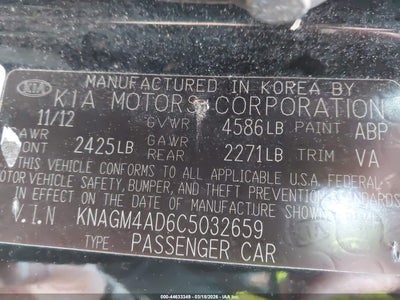 KIA
MANUFACTURED IN KOREA BY
KIA MOTORS CORPORATION
11/12 GVWR 4586LB PAINT ABP
GAWR FRONT 2425LB GAWR REAR 2271LB TRIM VA
THIS VEHICLE CONFORMS TO ALL APPLICABLE U.S.A. FEDERAL
MOTOR VEHICLE SAFETY, BUMPER, AND THEFT PREVENTION STANDARDS
IN EFFECT ON THE DATE OF MANUFACTURE SHOWN
V.I.N KNAGM4AD6C5032659
TYPE PASSENGER CAR
000-44633349 - 03/18/2026 - IAA Inc.